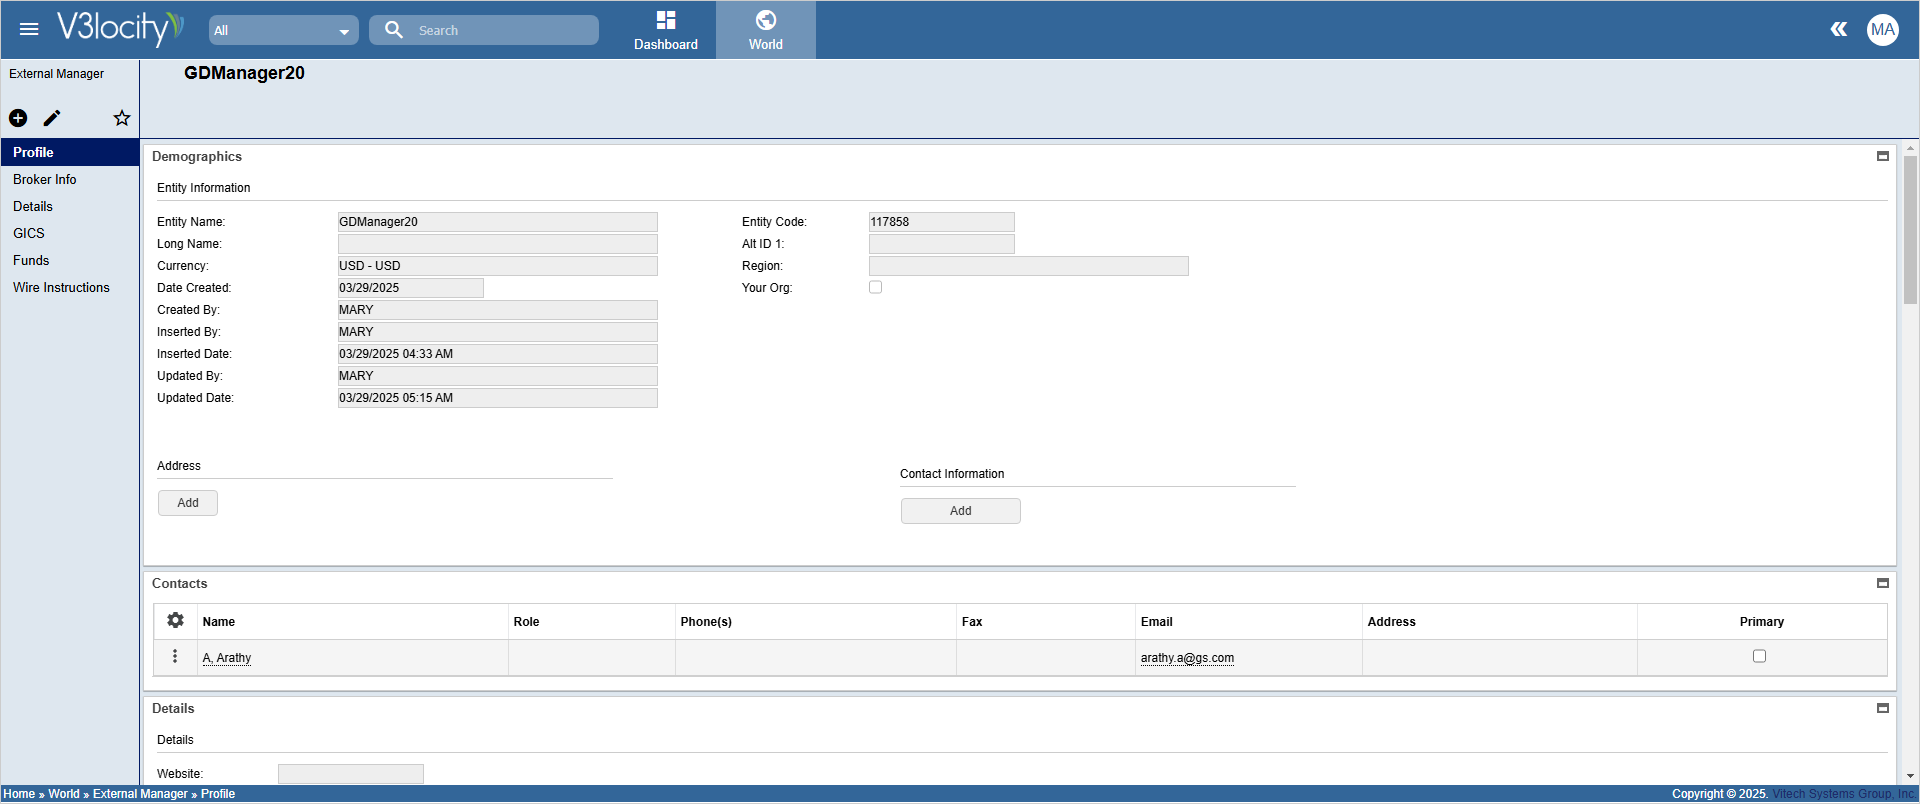 V3locity
All
Search
Dashboard
World
MA
External Manager
GDManager20
Profile
Broker Info
Details
GICS
Funds
Wire Instructions
Demographics
Entity Information
Entity Name: GDManager20 Entity Code: 117858
Long Name: Alt ID 1:
Currency: USD - USD Region:
Date Created: 03/29/2025 Your Org:
Created By: MARY
Inserted By: MARY
Inserted Date: 03/29/2025 04:33 AM
Updated By: MARY
Updated Date: 03/29/2025 05:15 AM
Address
Contact Information
Add
Add
Contacts
Name Role Phone(s) Fax Email Address Primary
A, Arathy arathy.a@gs.com
Details
Details
Website:
Home » World » External Manager » Profile Copyright © 2025. Vitech Systems Group, Inc.